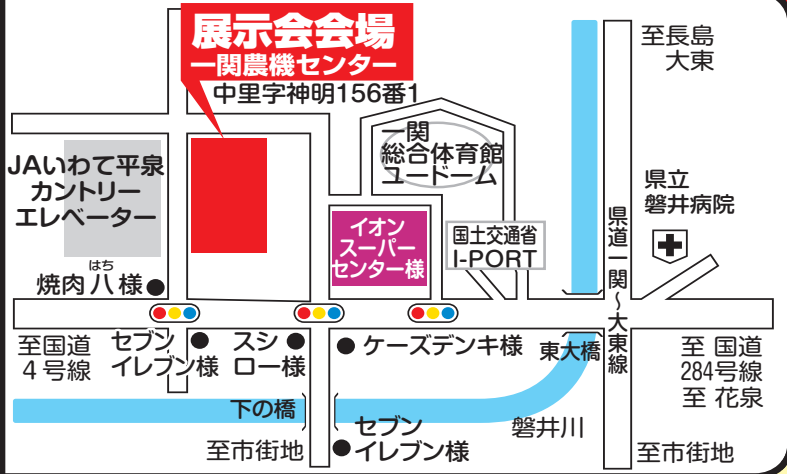 展示会会場
一関農機センター
中里字神明156番1
至長島
大東
一関
総合体育館
ユードーム
JAいわて平泉
カントリー
エレベーター
県立
磐井病院
イオン
スーパー
センター様
国土交通省
I-PORT
県道一関～大東線
はち
焼肉八様
至国道
4号線
セブン
イレブン様
スシ
ロー様
ケーズデンキ様
東大橋
至 国道
284号線
至 花泉
下の橋
磐井川
至市街地
セブン
イレブン様
至市街地